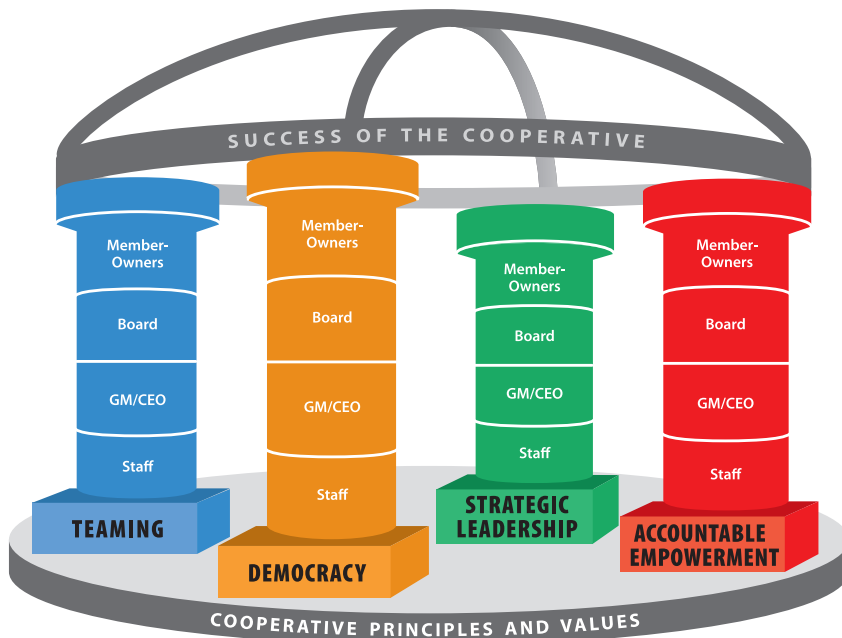 SUCCESS OF THE COOPERATIVE
Member-
Owners
Board
GM/CEO
Staff
TEAMING
Member-
Owners
Board
GM/CEO
Staff
DEMOCRACY
Member-
Owners
Board
GM/CEO
Staff
STRATEGIC
LEADERSHIP
Member-
Owners
Board
GM/CEO
Staff
ACCOUNTABLE
EMPOWERMENT
COOPERATIVE PRINCIPLES AND VALUES